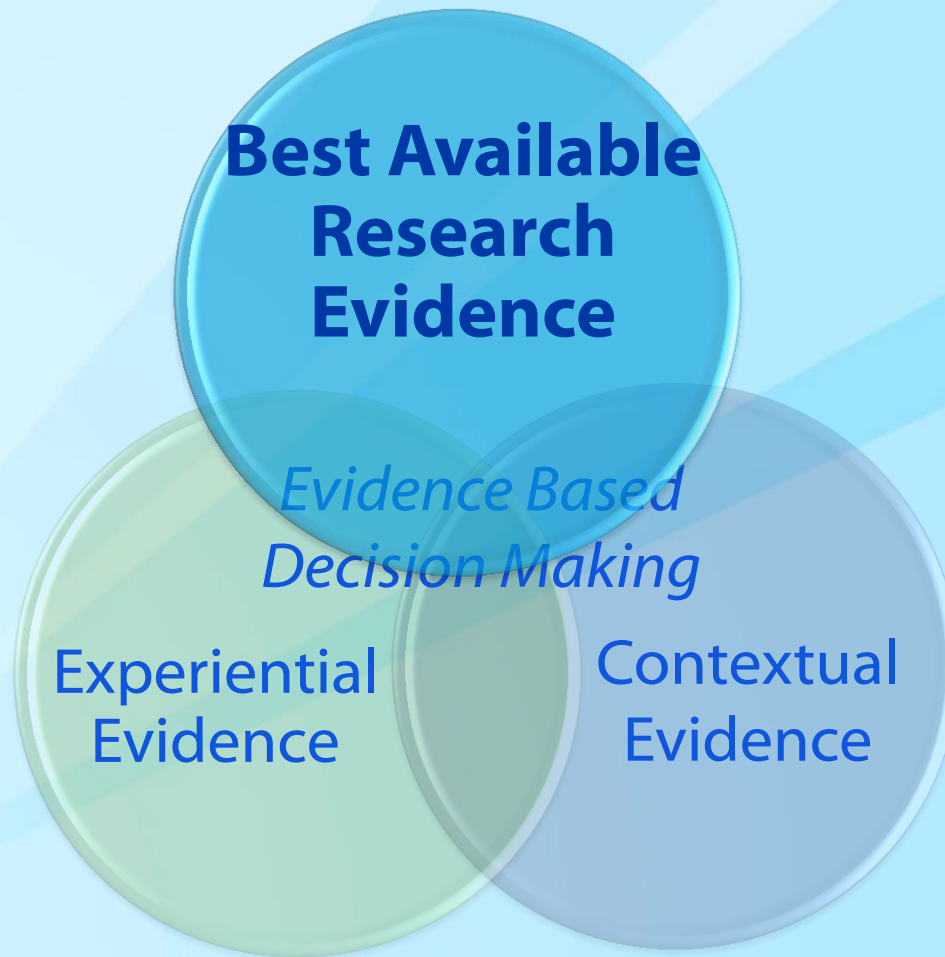 Best Available
Research
Evidence
Evidence Based
Decision Making
Experiential
Evidence
Contextual
Evidence